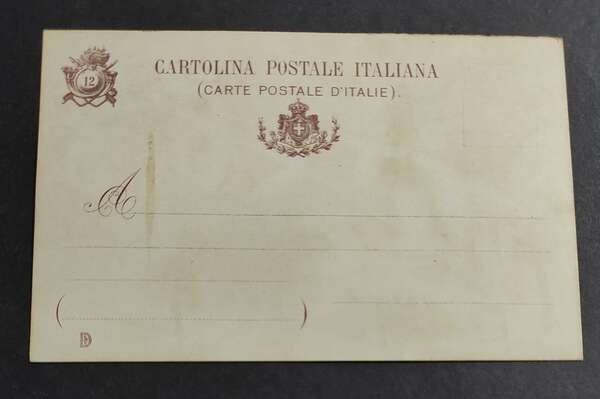 12
CARTOLINA POSTALE ITALIANA
(CARTE POSTALE D'ITALIE).
A
( )
D